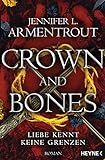 JENNIFER L.
ARMENTROUT
CROWN
AND
BONES
LIEBE KENNT
KEINE GRENZEN
ROMAN
HEYNE